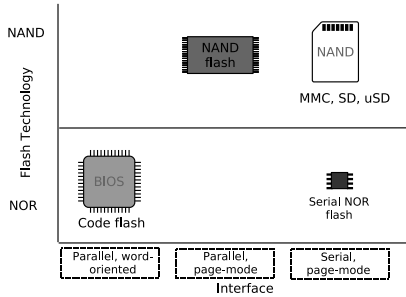 NAND
NAND
flash
NAND
MMC, SD, uSD
Flash Technology
NOR
BIOS
Code flash
Serial NOR
flash
Parallel, word-
oriented
Parallel,
page-mode
Serial,
page-mode
Interface